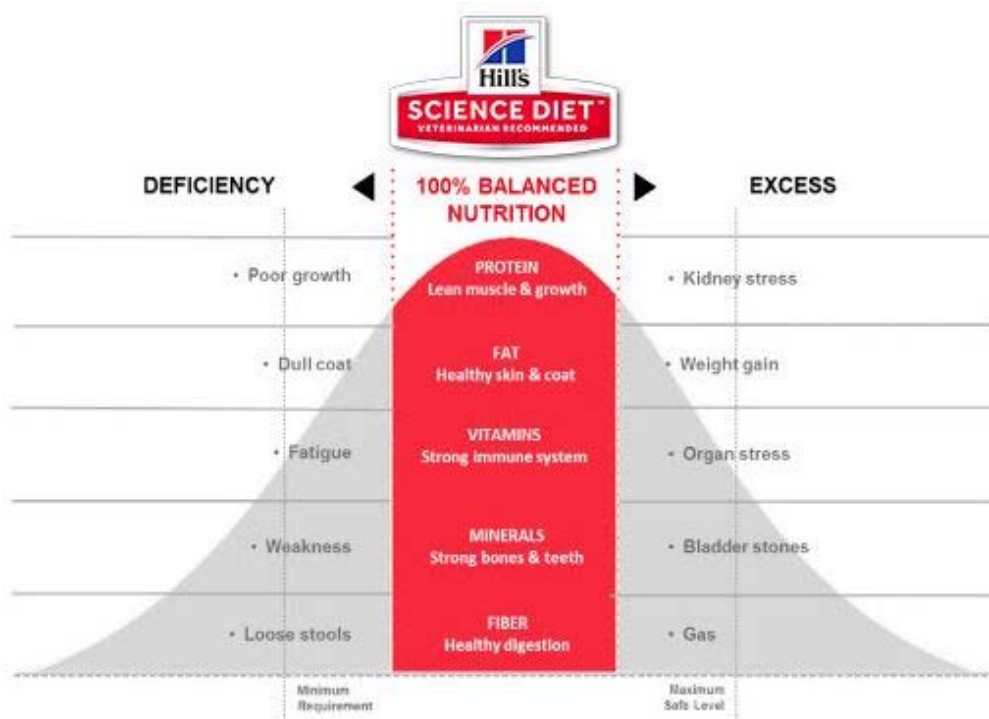 Hill's
SCIENCE DIET™
VETERINARIAN RECOMMENDED
DEFICIENCY
100% BALANCED
NUTRITION
EXCESS
• Poor growth
PROTEIN
Lean muscle & growth
• Kidney stress
• Dull coat
FAT
Healthy skin & coat
• Weight gain
• Fatigue
VITAMINS
Strong immune system
• Organ stress
• Weakness
MINERALS
Strong bones & teeth
• Bladder stones
• Loose stools
FIBER
Healthy digestion
• Gas
Minimum
Requirement
Maximum
Safe Level